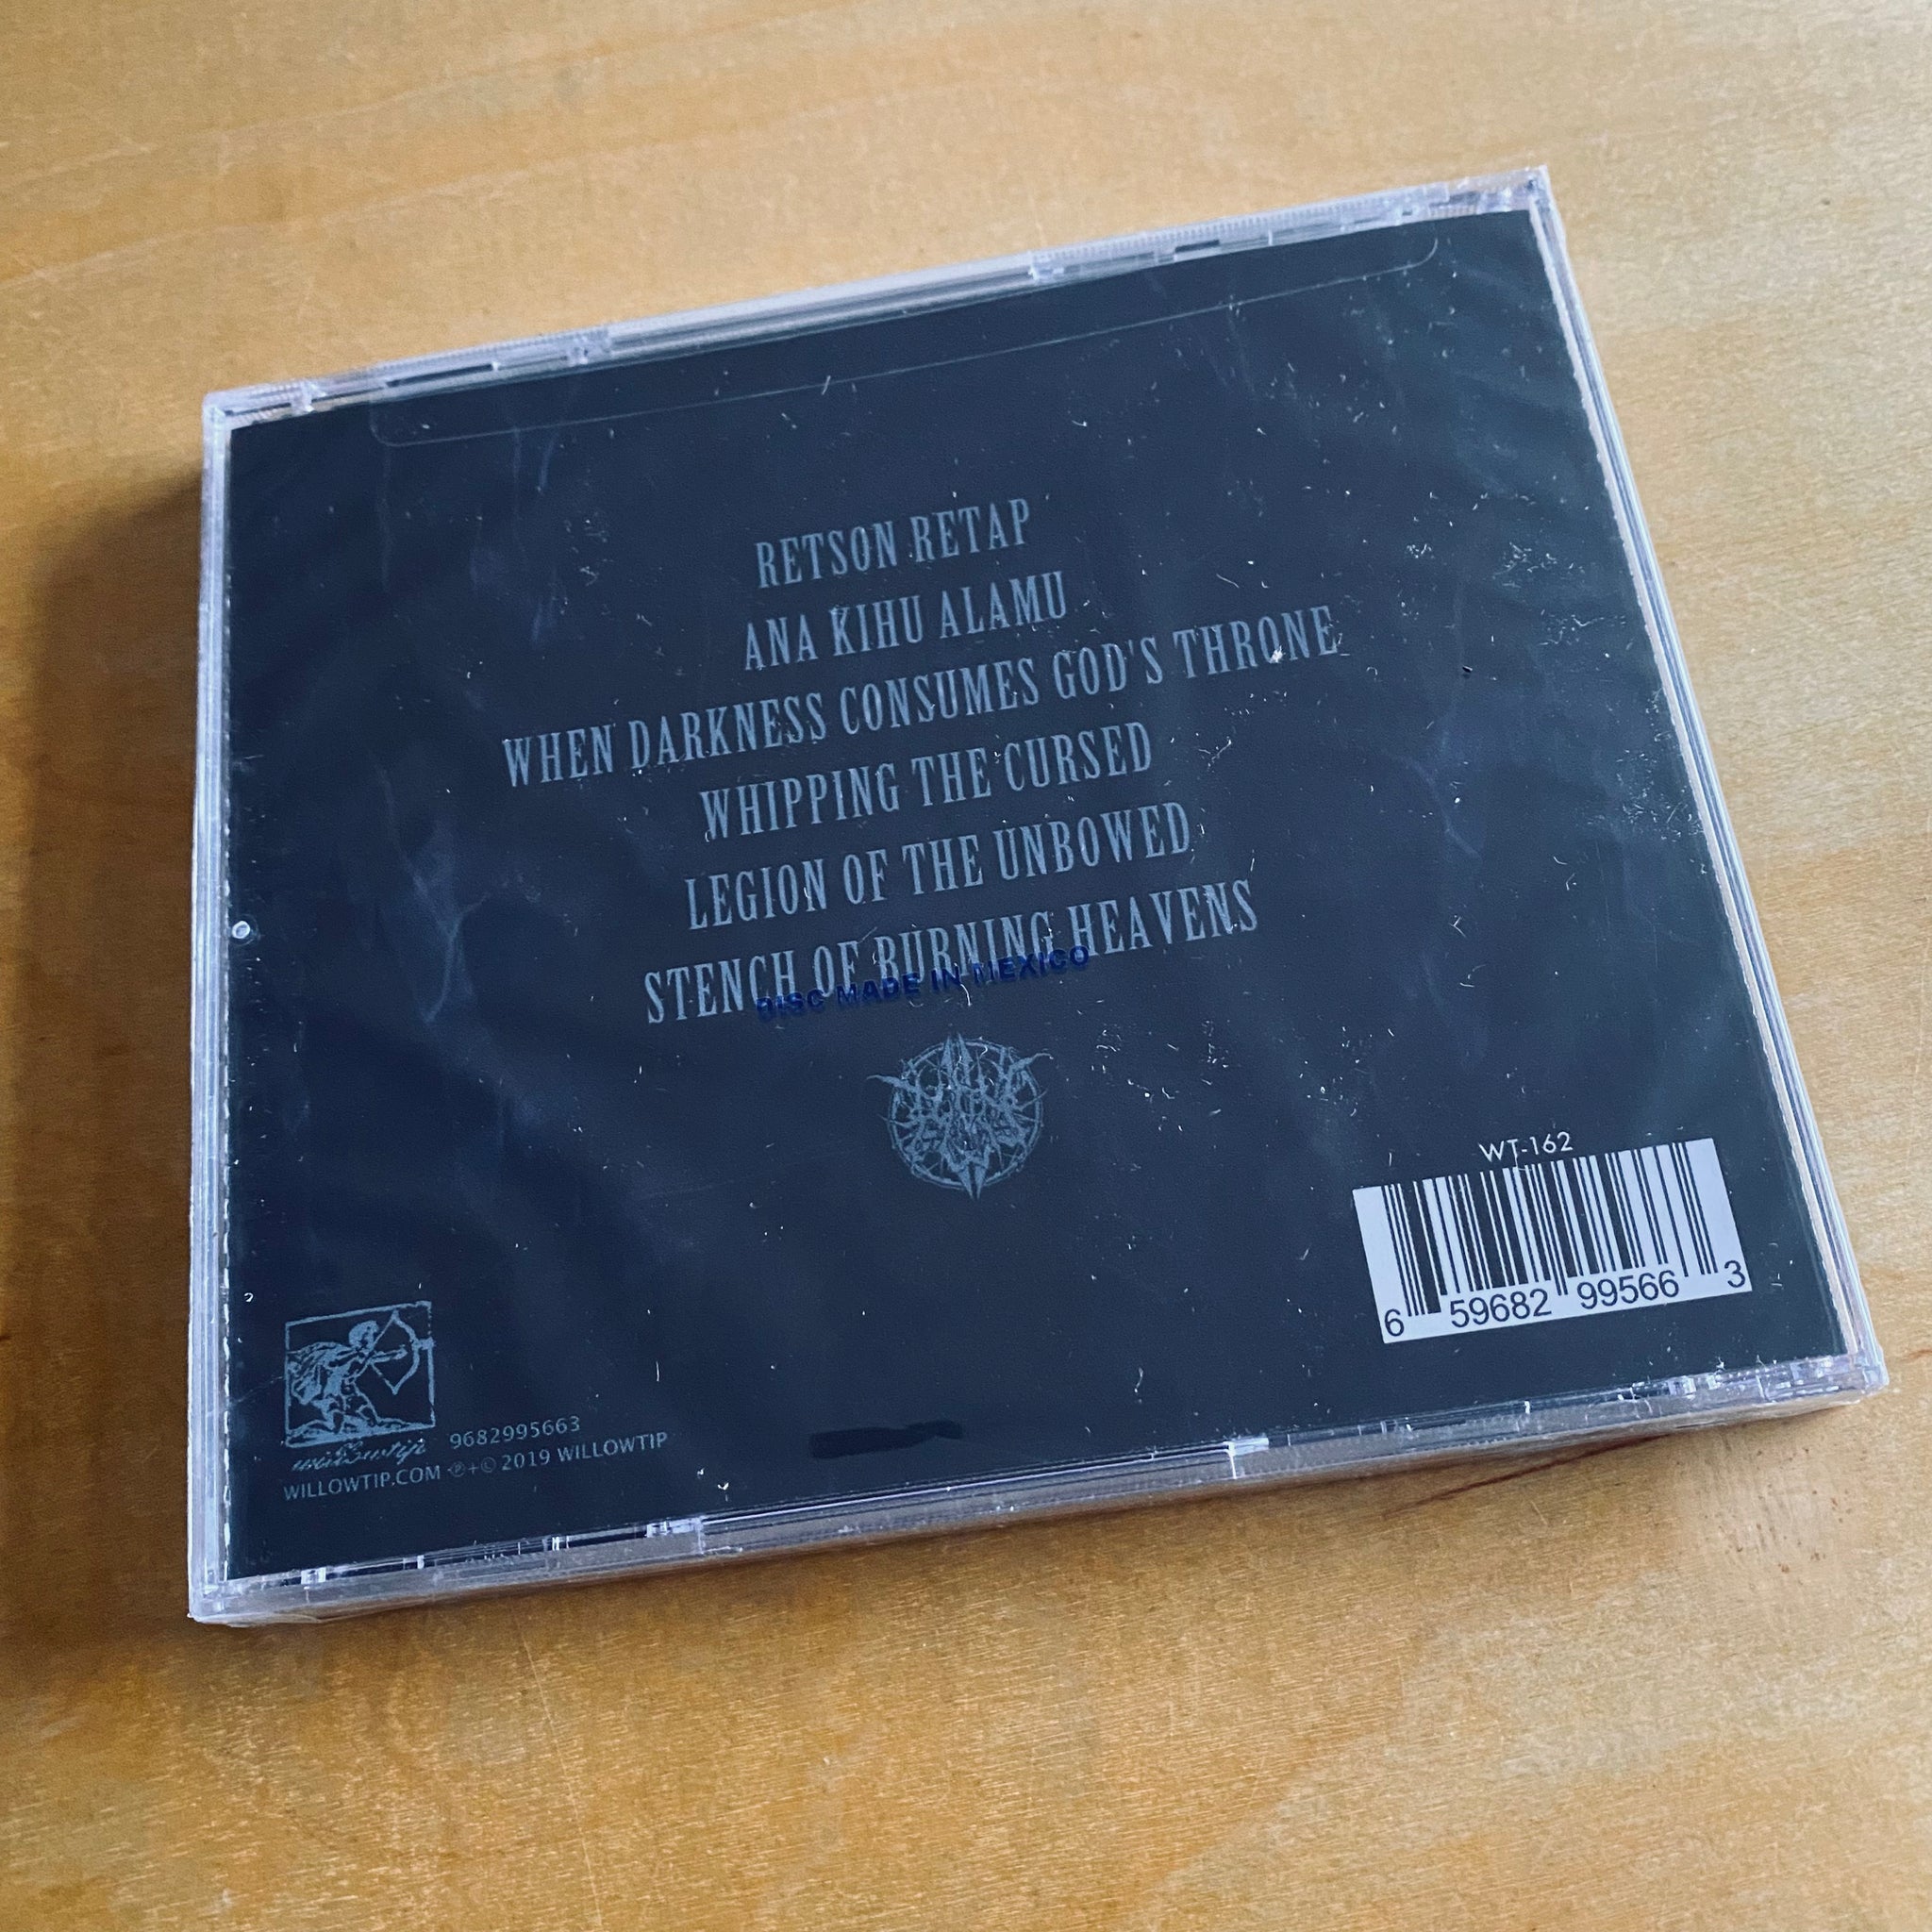 RETSON RETAP
ANA KIHU ALAMU
WHEN DARKNESS CONSUMES GOD'S THRONE
WHIPPING THE CURSED
LEGION OF THE UNBOWED
STENCH OF BURNING HEAVENS
DISC MADE IN MEXICO
WT-162
6 59682 99566 3
willowtip
9682995663
WILLOWTIP.COM ℗+© 2019 WILLOWTIP